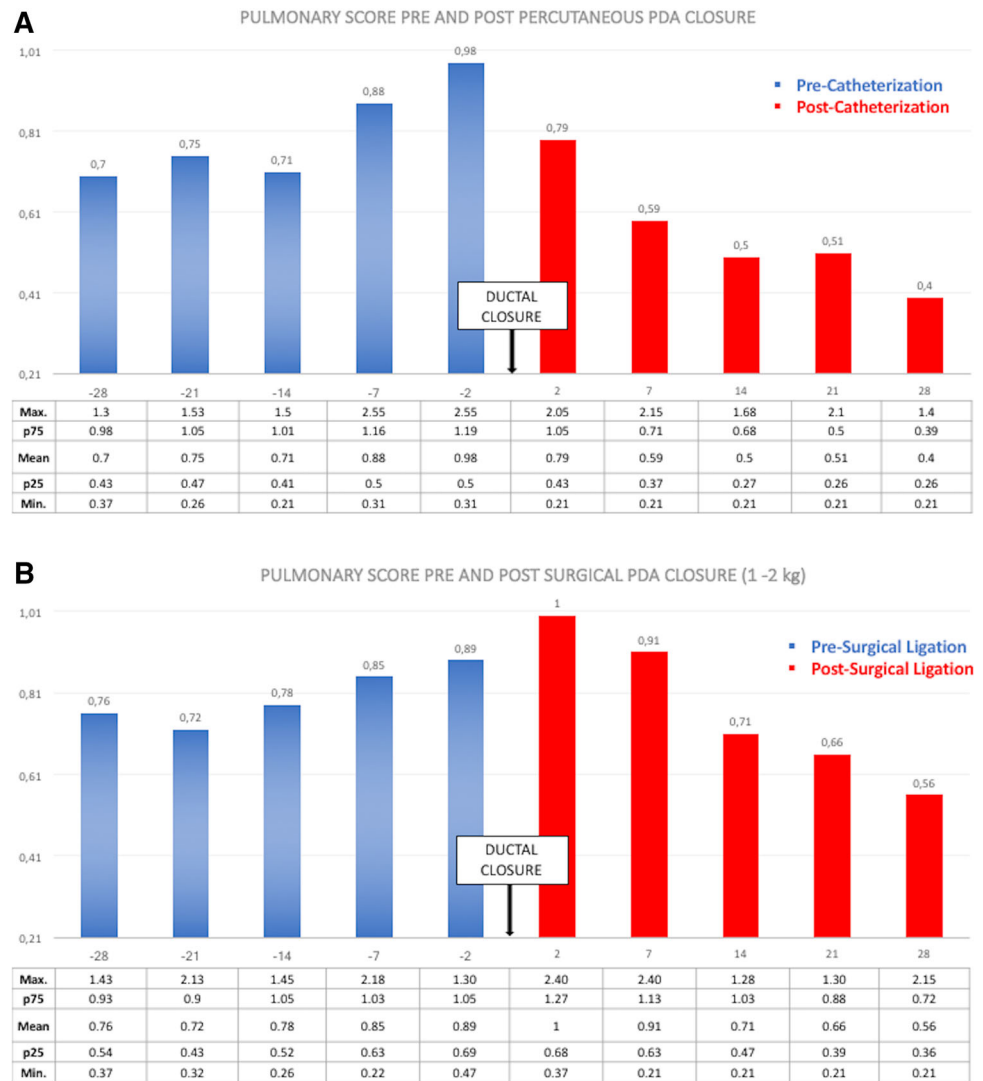 A
PULMONARY SCORE PRE AND POST PERCUTANEOUS PDA CLOSURE
1,01
0,81
0,61
0,41
0,21
0,7
0,75
0,71
0,88
0,98
0,79
0,59
0,5
0,51
0,4
Pre-Catheterization
Post-Catheterization
DUCTAL
CLOSURE
-28 -21 -14 -7 -2 2 7 14 21 28
Max. 1.3 1.53 1.5 2.55 2.55 2.05 2.15 1.68 2.1 1.4
p75 0.98 1.05 1.01 1.16 1.19 1.05 0.71 0.68 0.5 0.39
Mean 0.7 0.75 0.71 0.88 0.98 0.79 0.59 0.5 0.51 0.4
p25 0.43 0.47 0.41 0.5 0.5 0.43 0.37 0.27 0.26 0.26
Min. 0.37 0.26 0.21 0.31 0.31 0.21 0.21 0.21 0.21 0.21
B
PULMONARY SCORE PRE AND POST SURGICAL PDA CLOSURE (1 -2 kg)
1,01
0,81
0,61
0,41
0,21
0,76
0,72
0,78
0,85
0,89
1
0,91
0,71
0,66
0,56
Pre-Surgical Ligation
Post-Surgical Ligation
DUCTAL
CLOSURE
-28 -21 -14 -7 -2 2 7 14 21 28
Max. 1.43 2.13 1.45 2.18 1.30 2.40 2.40 1.28 1.30 2.15
p75 0.93 0.9 1.05 1.03 1.05 1.27 1.13 1.03 0.88 0.72
Mean 0.76 0.72 0.78 0.85 0.89 1 0.91 0.71 0.66 0.56
p25 0.54 0.43 0.52 0.63 0.69 0.68 0.63 0.47 0.39 0.36
Min. 0.37 0.32 0.26 0.22 0.47 0.37 0.21 0.21 0.21 0.21